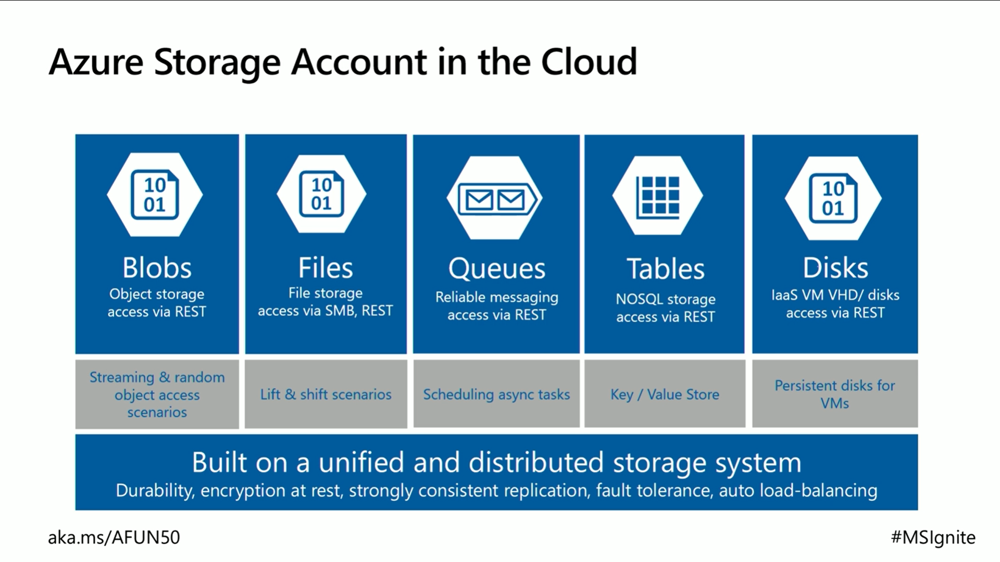 Azure Storage Account in the Cloud
10
01
10
01
10
01
Blobs
Object storage
access via REST
Files
File storage
access via SMB, REST
Queues
Reliable messaging
access via REST
Tables
NOSQL storage
access via REST
Disks
IaaS VM VHD/ disks
access via REST
Streaming & random
object access
scenarios
Lift & shift scenarios
Scheduling async tasks
Key / Value Store
Persistent disks for
VMs
Built on a unified and distributed storage system
Durability, encryption at rest, strongly consistent replication, fault tolerance, auto load-balancing
aka.ms/AFUN50
#MSIgnite